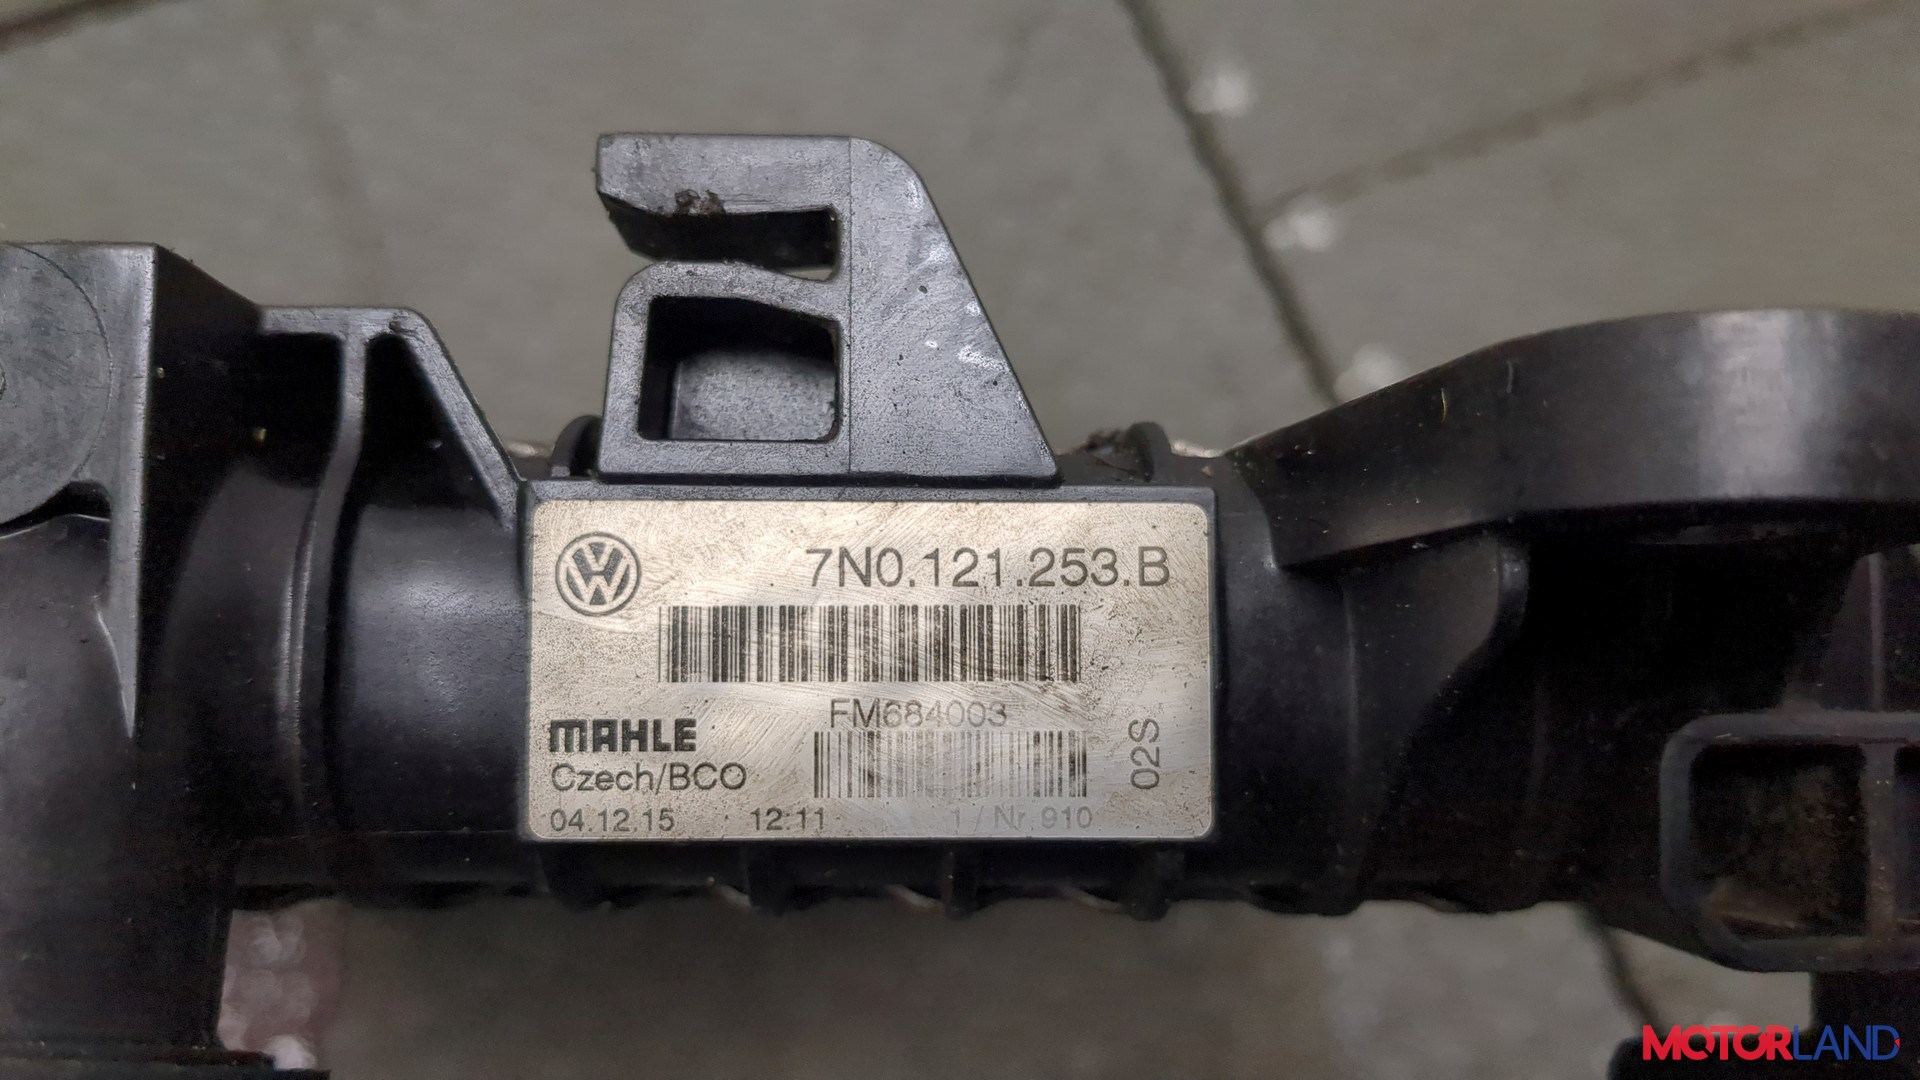 7N0.121.253.B
FM684003
MAHLE
Czech/BCO
02S
04.12.15 12:11 1 / Nr 910
MOTORLAND